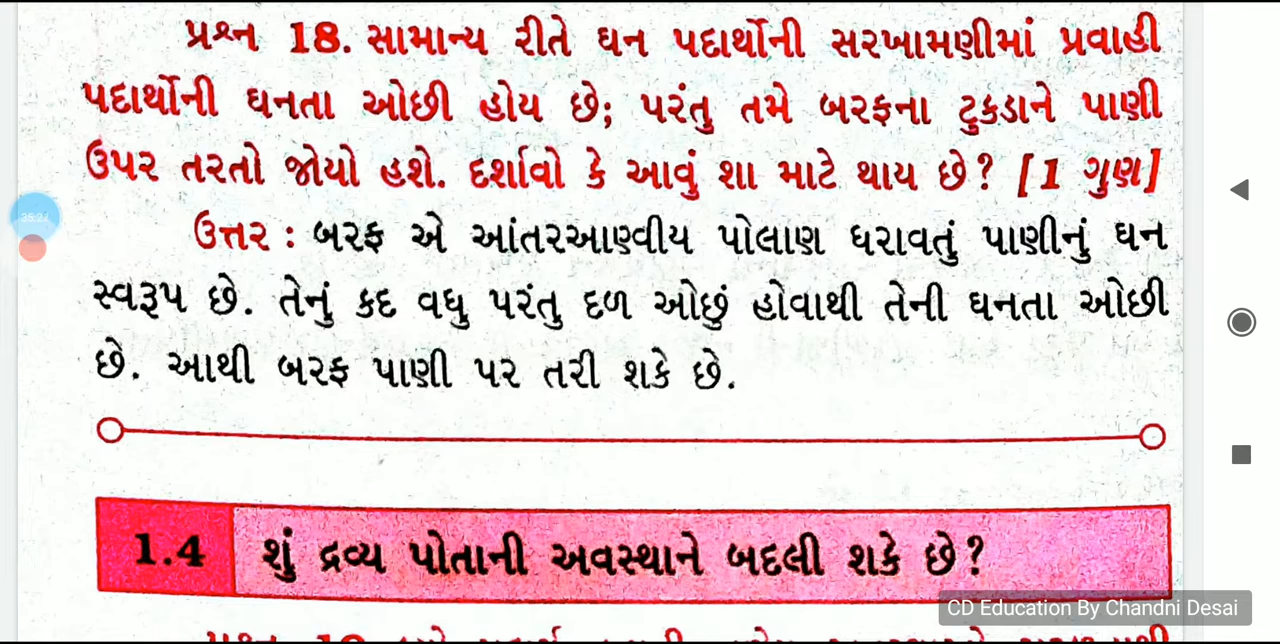 પ્રશ્ન 18. સામાન્ય રીતે ઘન પદાર્થોની સરખામણીમાં પ્રવાહી
પદાર્થોની ઘનતા ઓછી હોય છે; પરંતુ તમે બરફના ટુકડાને પાણી
ઉપર તરતો જોયો હશે. દર્શાવો કે આવું શા માટે થાય છે? [1 ગુણ]
35:27
ઉત્તર : બરફ એ આંતરઆણ્વીય પોલાણ ધરાવતું પાણીનું ઘન
સ્વરૂપ છે. તેનું કદ વધુ પરંતુ દળ ઓછું હોવાથી તેની ઘનતા ઓછી
છે. આથી બરફ પાણી પર તરી શકે છે.
1.4 શું દ્રવ્ય પોતાની અવસ્થાને બદલી શકે છે?
CD Education By Chandni Desai